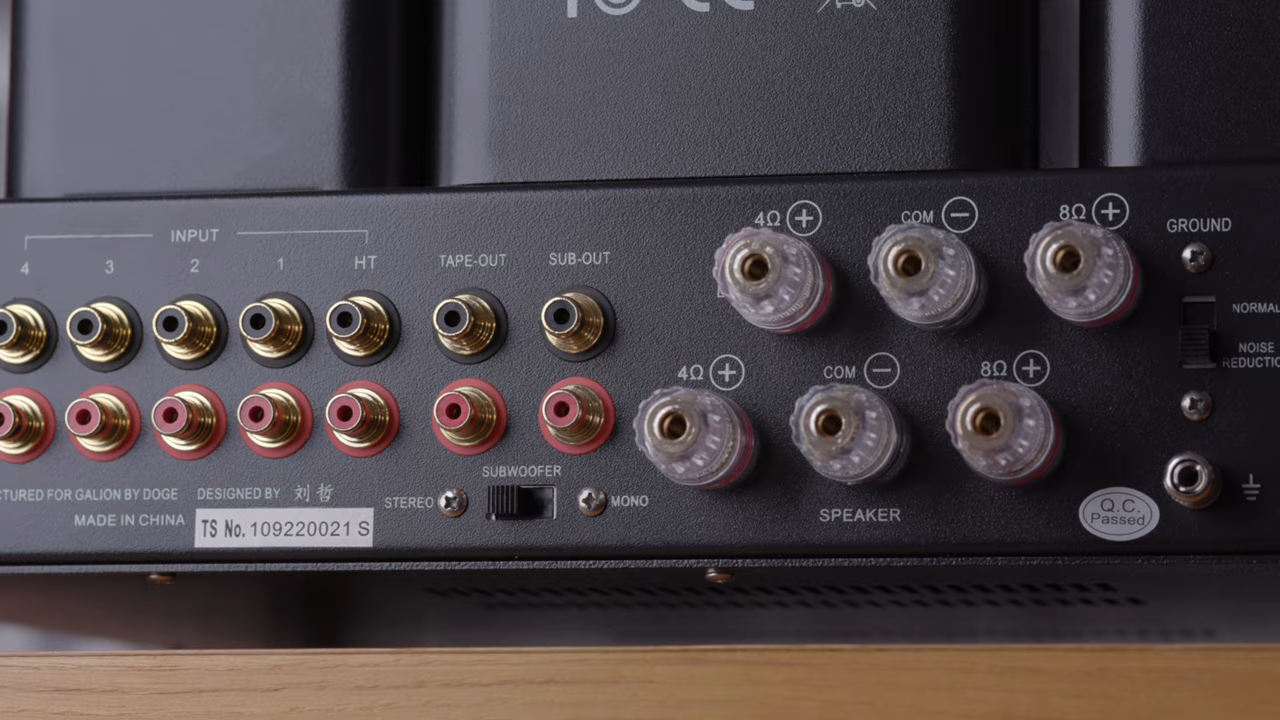 INPUT
4 3 2 1 HT
TAPE-OUT
SUB-OUT
4Ω +
COM −
8Ω +
GROUND
NORMAL
NOISE
4Ω +
COM −
8Ω +
SUBWOOFER
STEREO
MONO
SPEAKER
FOR GALION BY DOGE
DESIGNED BY 刘哲
MADE IN CHINA
TS No. 109220021 S
Q.C.
Passed